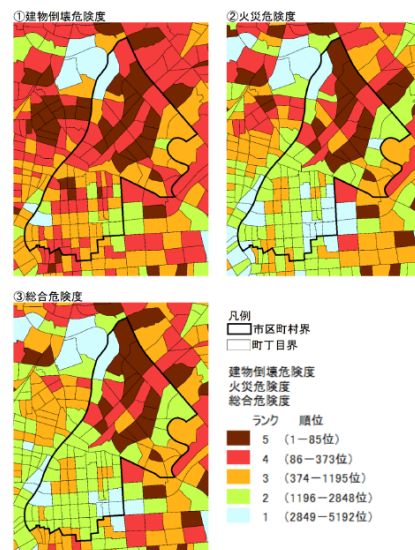 ①建物倒壊危険度
②火災危険度
③総合危険度
凡例
市区町村界
町丁目界
建物倒壊危険度
火災危険度
総合危険度
ランク 順位
5 （1－85位）
4 （86－373位）
3 （374－1195位）
2 （1196－2848位）
1 （2849－5192位）